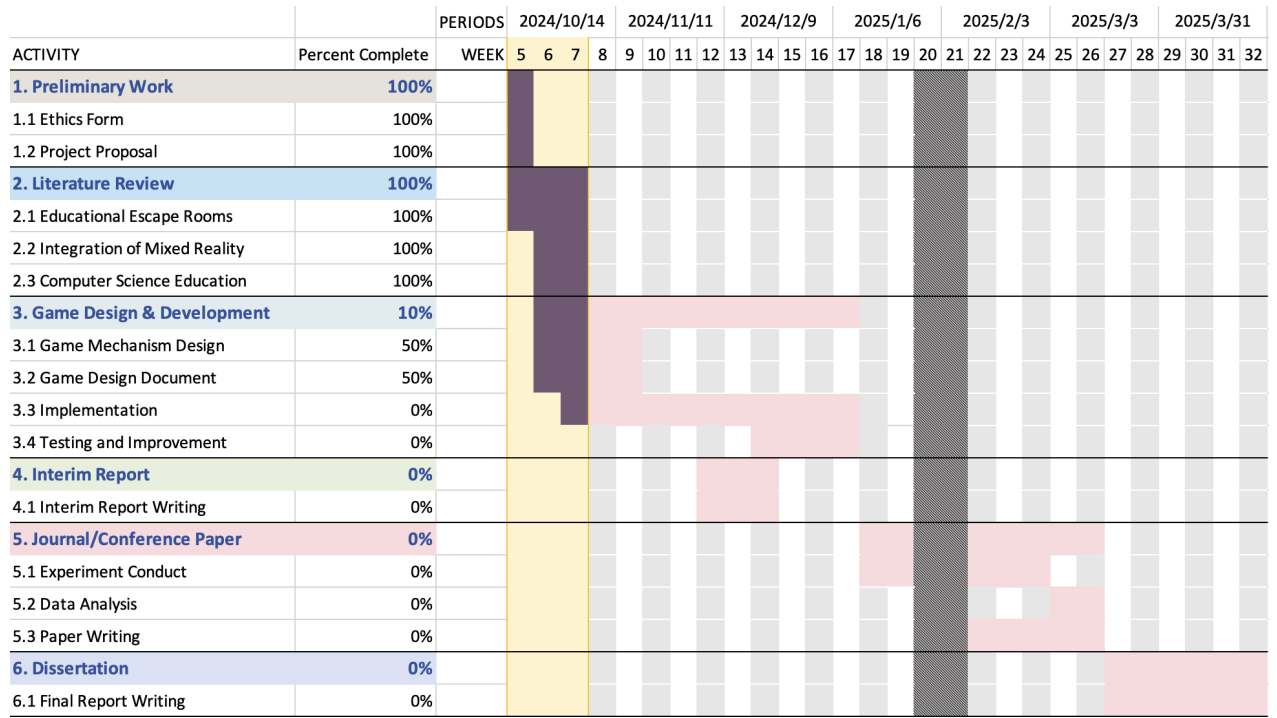 PERIODS 2024/10/14 2024/11/11 2024/12/9 2025/1/6 2025/2/3 2025/3/3 2025/3/31
ACTIVITY Percent Complete WEEK 5 6 7 8 9 10 11 12 13 14 15 16 17 18 19 20 21 22 23 24 25 26 27 28 29 30 31 32
1. Preliminary Work 100%
1.1 Ethics Form 100%
1.2 Project Proposal 100%
2. Literature Review 100%
2.1 Educational Escape Rooms 100%
2.2 Integration of Mixed Reality 100%
2.3 Computer Science Education 100%
3. Game Design & Development 10%
3.1 Game Mechanism Design 50%
3.2 Game Design Document 50%
3.3 Implementation 0%
3.4 Testing and Improvement 0%
4. Interim Report 0%
4.1 Interim Report Writing 0%
5. Journal/Conference Paper 0%
5.1 Experiment Conduct 0%
5.2 Data Analysis 0%
5.3 Paper Writing 0%
6. Dissertation 0%
6.1 Final Report Writing 0%